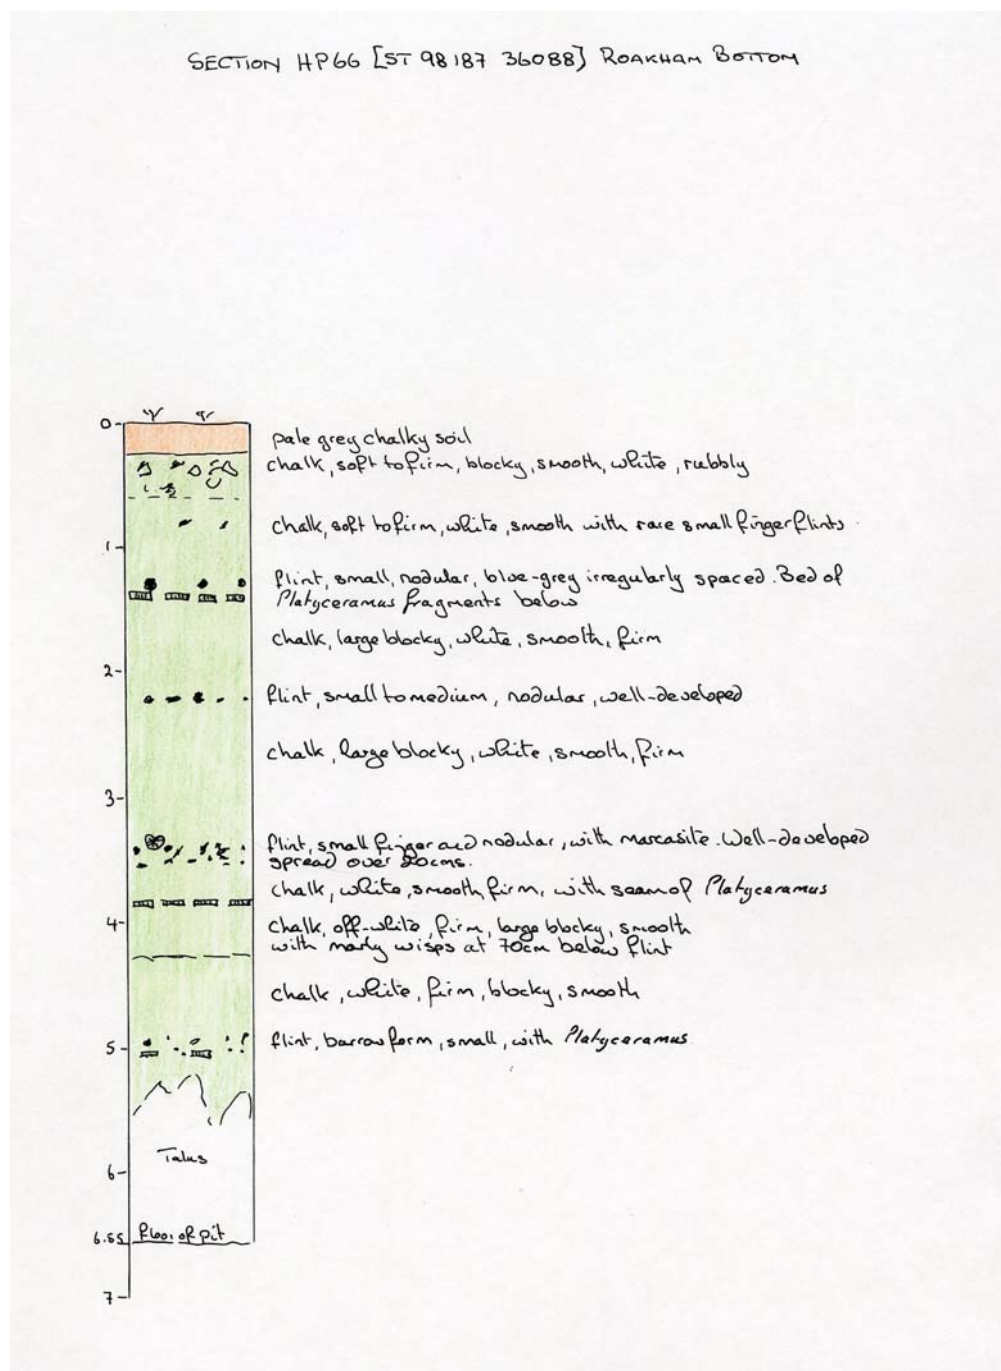 SECTION HP66 [ST 98187 36088] ROAKHAM BOTTOM
0
pale grey chalky soil
chalk, soft to firm, blocky, smooth, white, rubbly
chalk, soft to firm, white, smooth with rare small finger flints.
1
flint, small, nodular, blue-grey irregularly spaced. Bed of
Platyceramus fragments below
chalk, large blocky, white, smooth, firm
2
flint, small to medium, nodular, well-developed
chalk, large blocky, white, smooth, firm
3
flint, small finger and nodular, with marcasite. Well-developed
spread over 20cms.
chalk, white, smooth, firm, with seam of Platyceramus
4
chalk, off-white, firm, large blocky, smooth
with marly wisps at 70cm below flint
chalk, white, firm, blocky, smooth
5
flint, barrow form, small, with Platyceramus
Talus
6
6.65
floor of pit
7